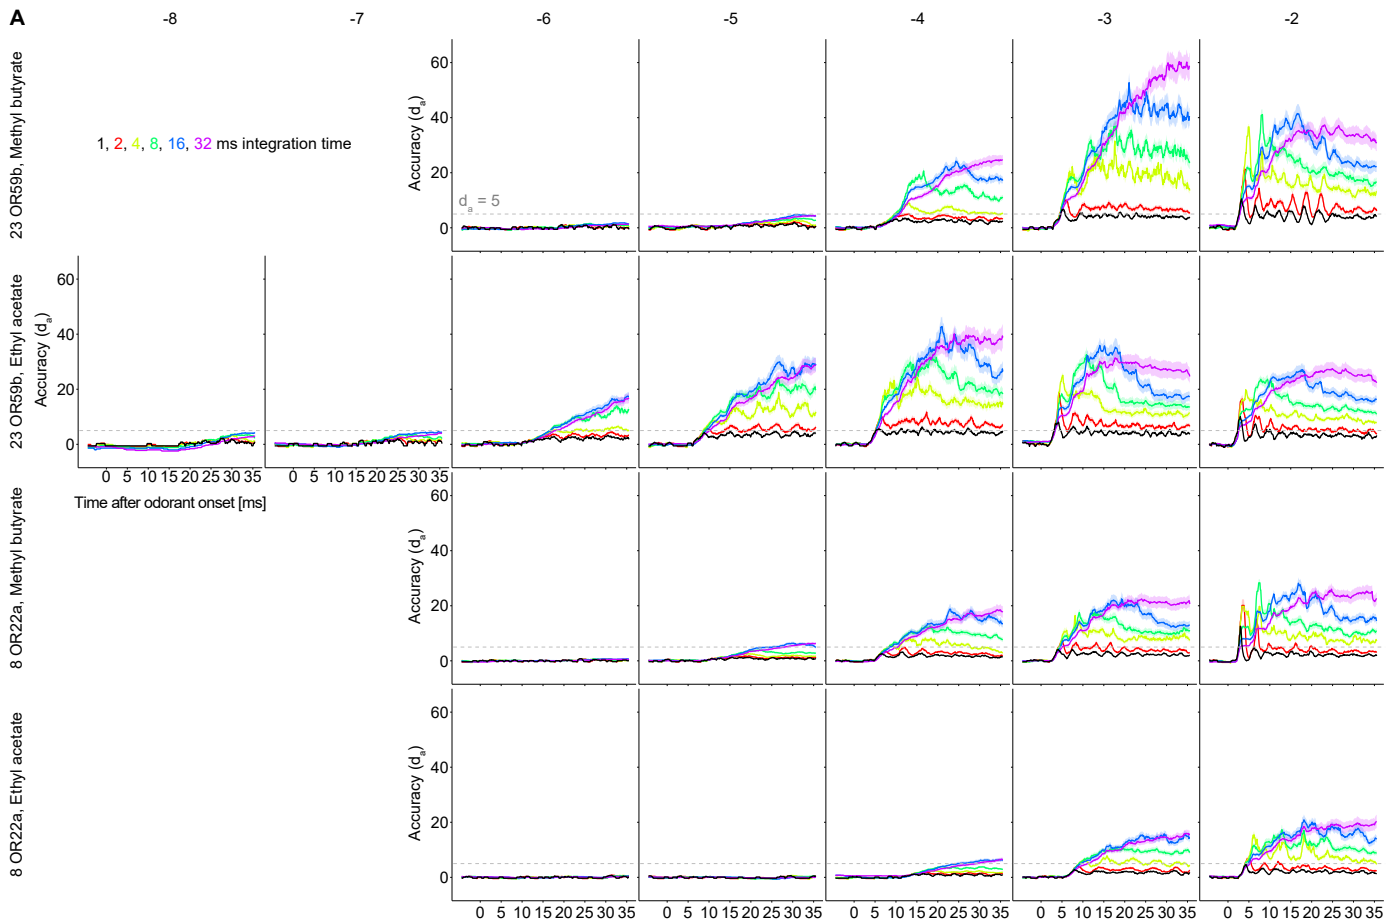 A
-8 -7 -6 -5 -4 -3 -2
23 OR59b, Methyl butyrate
1, 2, 4, 8, 16, 32 ms integration time
Accuracy (da)
60
40
20
0
da = 5
23 OR59b, Ethyl acetate
Accuracy (da)
60
40
20
0
0 5 10 15 20 25 30 35
0 5 10 15 20 25 30 35
Time after odorant onset [ms]
8 OR22a, Methyl butyrate
Accuracy (da)
60
40
20
0
8 OR22a, Ethyl acetate
Accuracy (da)
60
40
20
0
0 5 10 15 20 25 30 35
0 5 10 15 20 25 30 35
0 5 10 15 20 25 30 35
0 5 10 15 20 25 30 35
0 5 10 15 20 25 30 35